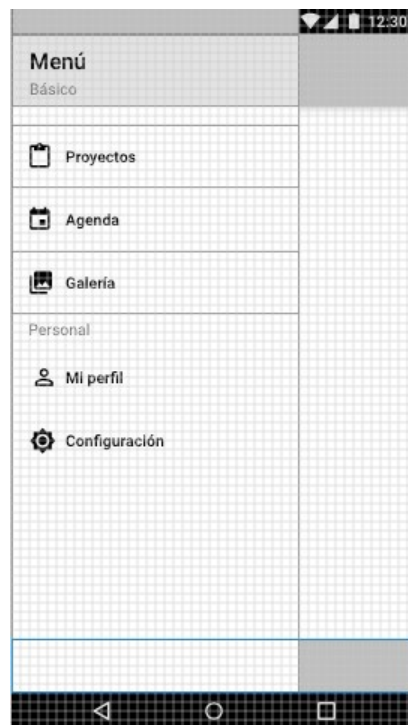 12:30
Menú
Básico
Proyectos
Agenda
Galería
Personal
Mi perfil
Configuración